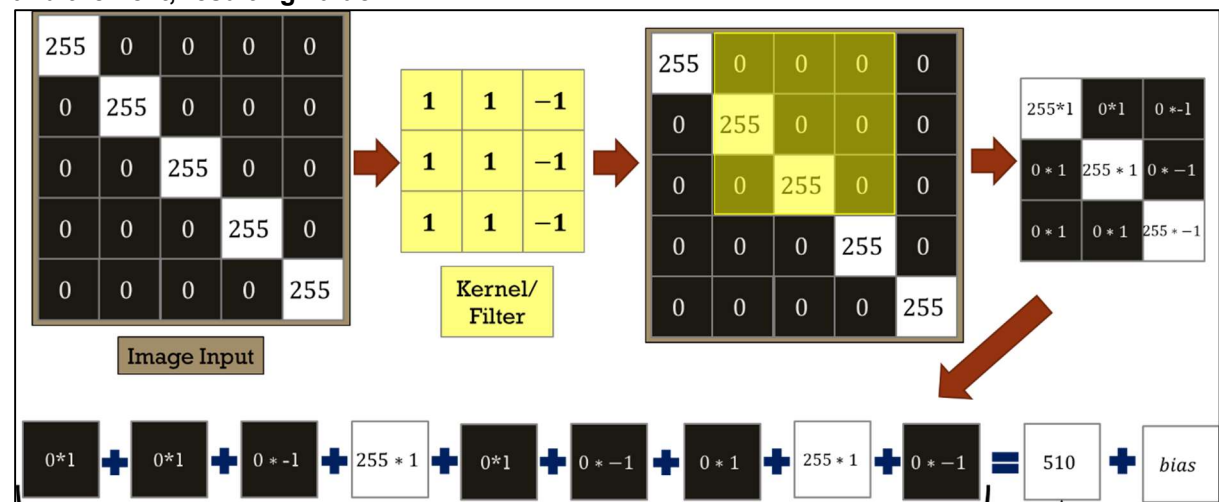 255 0 0 0 0
0 255 0 0 0
0 0 255 0 0
0 0 0 255 0
0 0 0 0 255
Image Input
1 1 −1
1 1 −1
1 1 −1
Kernel/
Filter
255 0 0 0 0
0 255 0 0 0
0 0 255 0 0
0 0 0 255 0
0 0 0 0 255
255*1 0*1 0 *-1
0 * 1 255 * 1 0 * −1
0 * 1 0 * 1 255 * −1
0*1 + 0*1 + 0 * -1 + 255 * 1 + 0*1 + 0 * −1 + 0 * 1 + 255 * 1 + 0 * −1 = 510 + bias